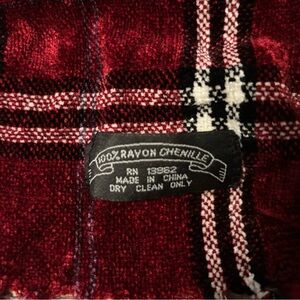 100% RAYON CHENILLE
RN 13962
MADE IN CHINA
DRY CLEAN ONLY